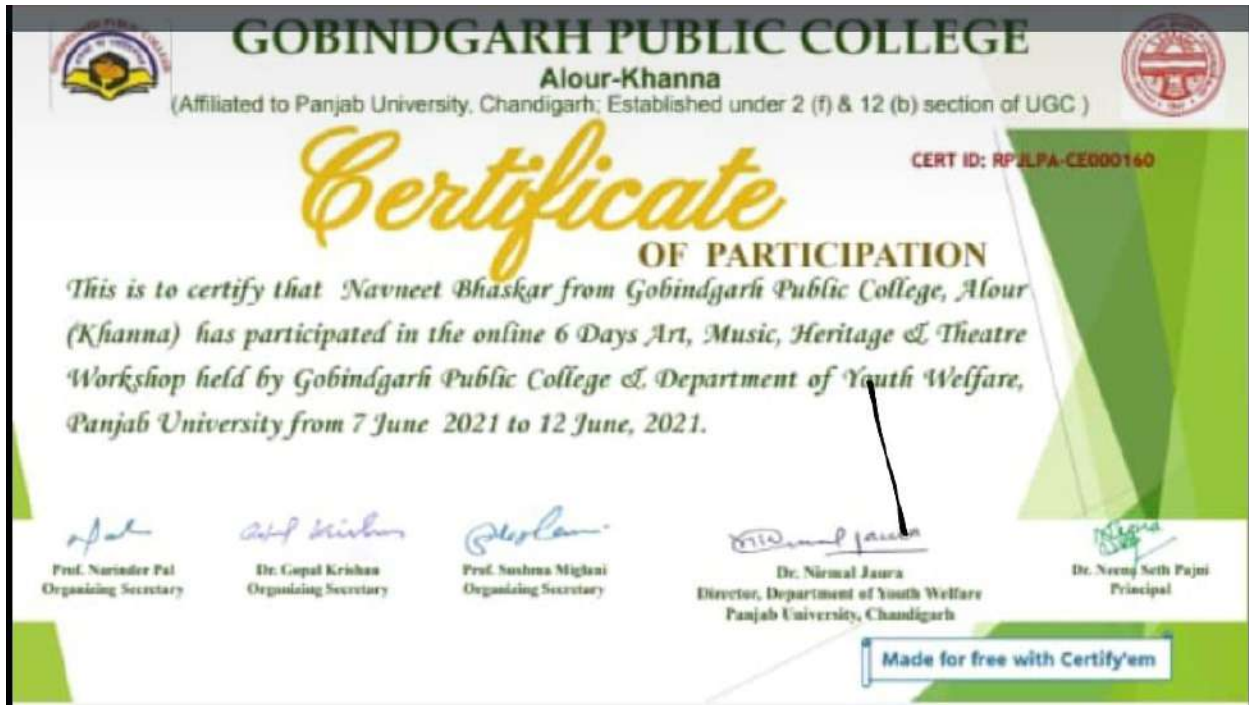 GOBINDGARH PUBLIC COLLEGE
Alour-Khanna
(Affiliated to Panjab University, Chandigarh; Established under 2 (f) & 12 (b) section of UGC )
Certificate
CERT ID: RPJLPA-CE000160
OF PARTICIPATION
This is to certify that Navneet Bhaskar from Gobindgarh Public College, Alour
(Khanna) has participated in the online 6 Days Art, Music, Heritage & Theatre
Workshop held by Gobindgarh Public College & Department of Youth Welfare,
Panjab University from 7 June 2021 to 12 June, 2021.
Prof. Narinder Pal
Organizing Secretary
Dr. Gopal Krishan
Organizing Secretary
Prof. Sushma Miglani
Organizing Secretary
Nirmal Jaura
Dr. Nirmal Jaura
Director, Department of Youth Welfare
Panjab University, Chandigarh
Dr. Neena Seth Pajni
Principal
Made for free with Certify'em